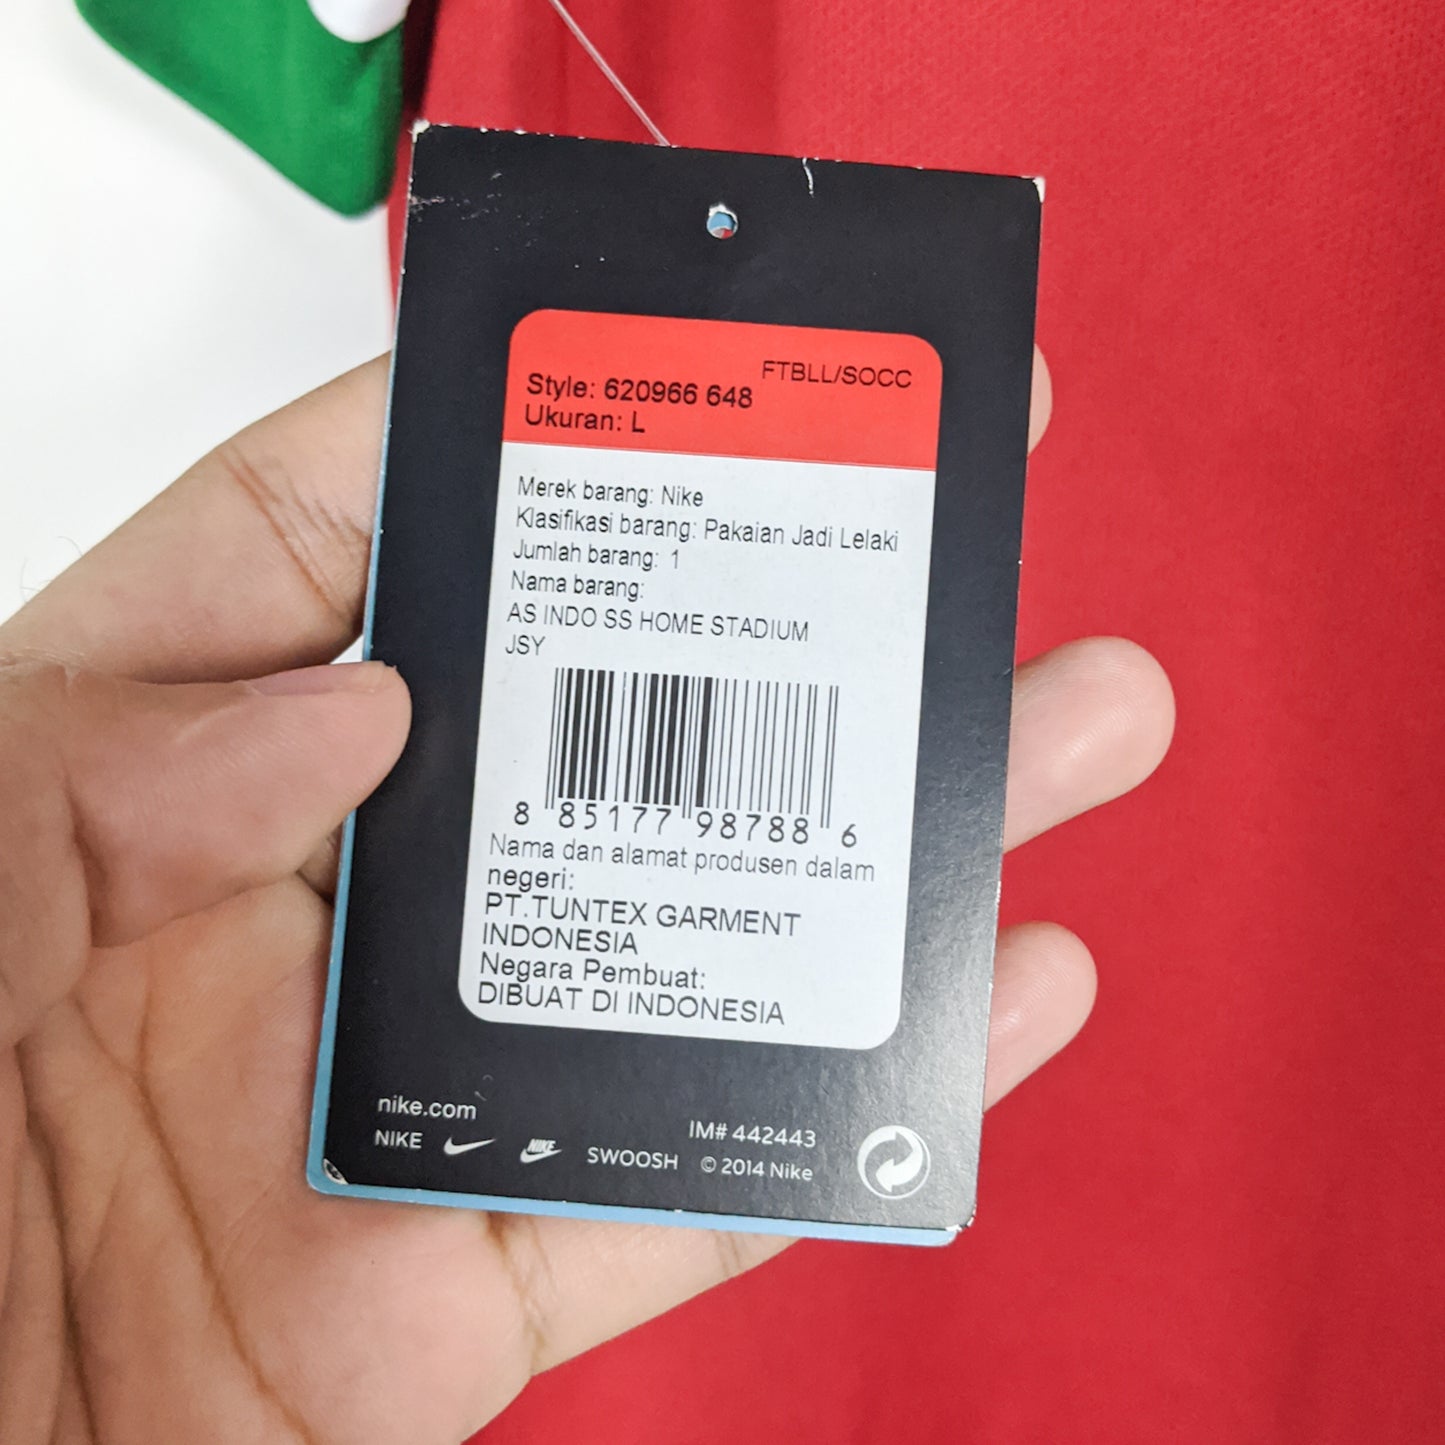 FTBLL/SOCC
Style: 620966 648
Ukuran: L
Merek barang: Nike
Klasifikasi barang: Pakaian Jadi Lelaki
Jumlah barang: 1
Nama barang:
AS INDO SS HOME STADIUM
JSY
8 85177 98788 6
Nama dan alamat produsen dalam
negeri:
PT.TUNTEX GARMENT
INDONESIA
Negara Pembuat:
DIBUAT DI INDONESIA
nike.com
NIKE NIKE SWOOSH
IM# 442443
© 2014 Nike